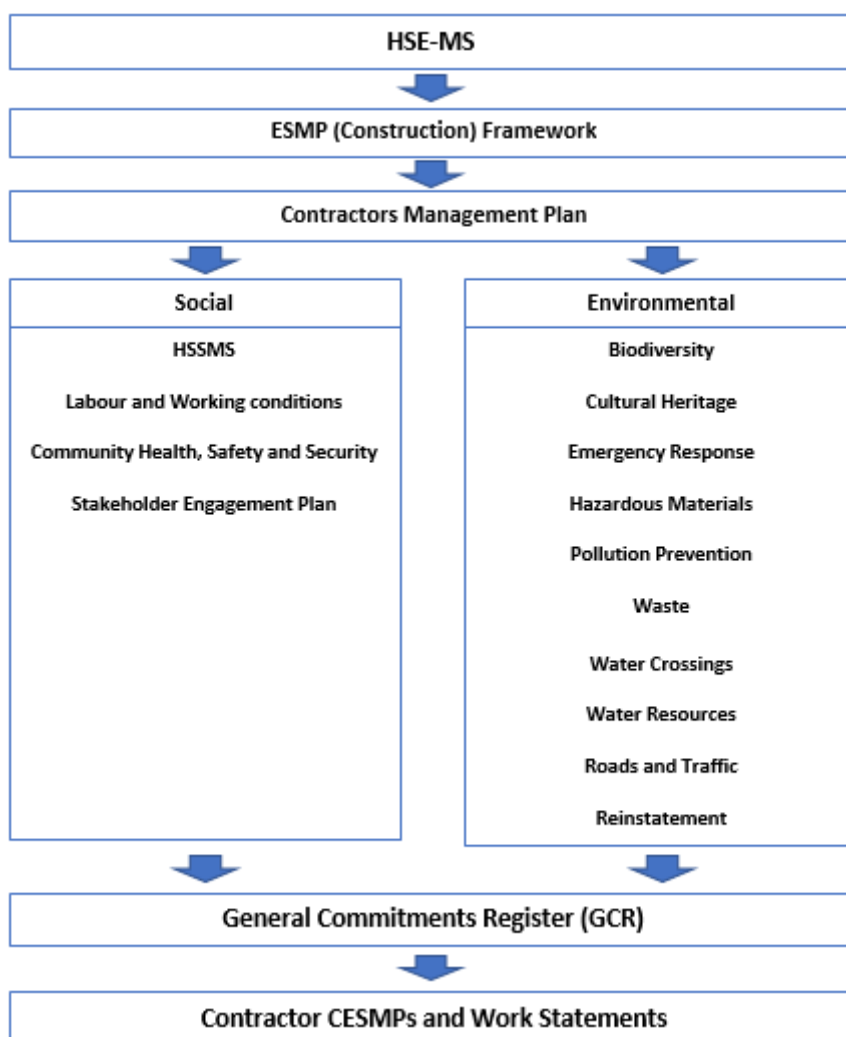 HSE-MS
ESMP (Construction) Framework
Contractors Management Plan
Social
HSSMS
Labour and Working conditions
Community Health, Safety and Security
Stakeholder Engagement Plan
Environmental
Biodiversity
Cultural Heritage
Emergency Response
Hazardous Materials
Pollution Prevention
Waste
Water Crossings
Water Resources
Roads and Traffic
Reinstatement
General Commitments Register (GCR)
Contractor CESMPs and Work Statements